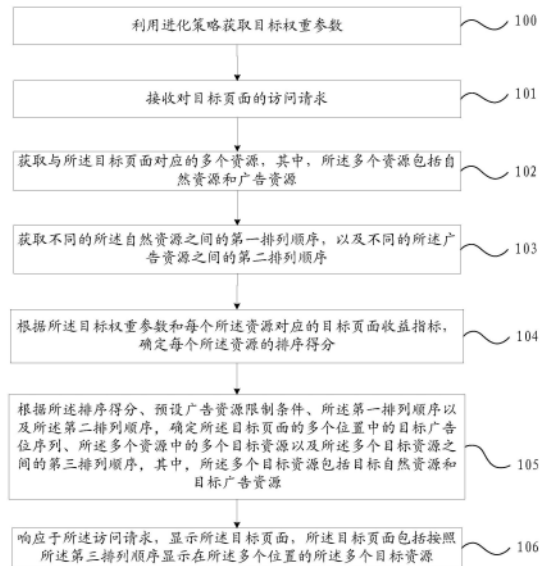 利用进化策略获取目标权重参数
100
接收对目标页面的访问请求
101
获取与所述目标页面对应的多个资源，其中，所述多个资源包括自
然资源和广告资源
102
获取不同的所述自然资源之间的第一排列顺序，以及不同的所述广
告资源之间的第二排列顺序
103
根据所述目标权重参数和每个所述资源对应的目标页面收益指标，
确定每个所述资源的排序得分
104
根据所述排序得分、预设广告资源限制条件、所述第一排列顺序以
及所述第二排列顺序，确定所述目标页面的多个位置中的目标广告
位序列、所述多个资源中的多个目标资源以及所述多个目标资源之
间的第三排列顺序，其中，所述多个目标资源包括目标自然资源和
目标广告资源
105
响应于所述访问请求，显示所述目标页面，所述目标页面包括按照
所述第三排列顺序显示在所述多个位置的所述多个目标资源
106